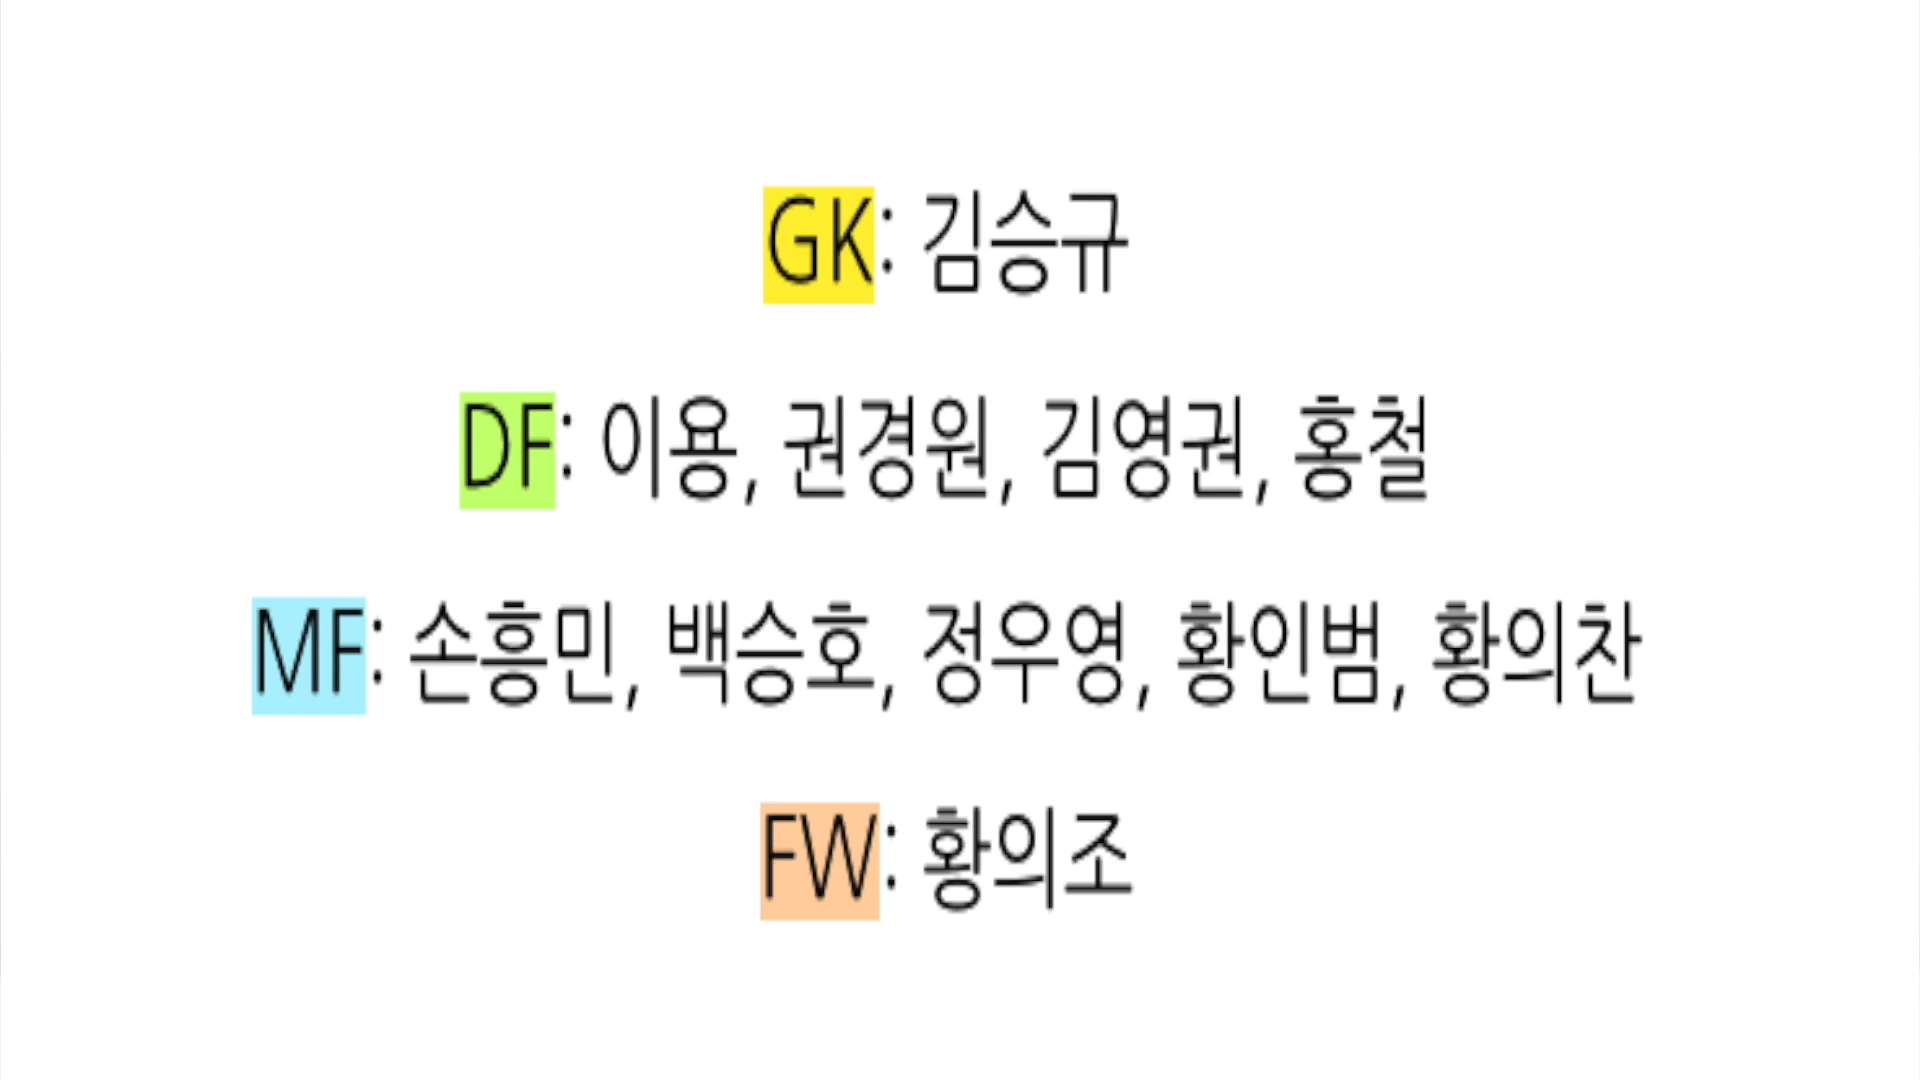 GK: 김승규
DF: 이용, 권경원, 김영권, 홍철
MF: 손흥민, 백승호, 정우영, 황인범, 황의찬
FW: 황의조